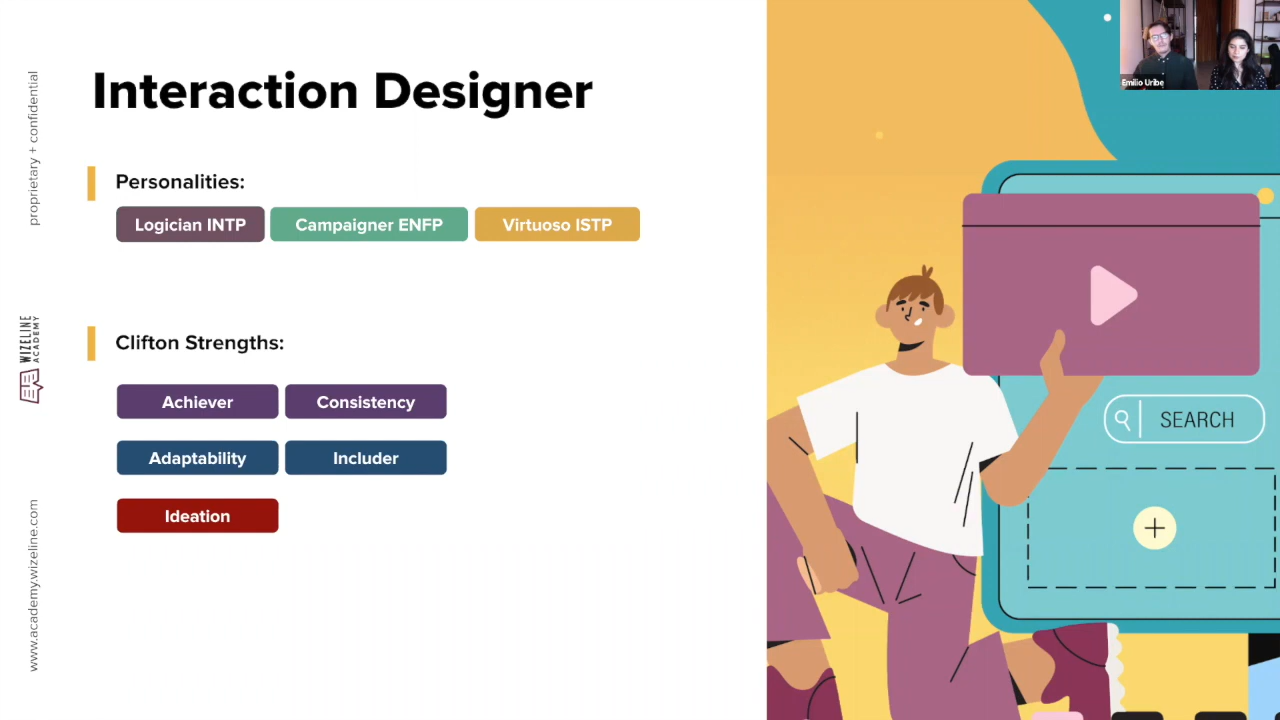 Interaction Designer
Personalities:
Logician INTP
Campaigner ENFP
Virtuoso ISTP
Clifton Strengths:
Achiever
Consistency
Adaptability
Includer
Ideation
proprietary + confidential
WIZELINE
ACADEMY
www.academy.wizeline.com
Emilio Uribe
SEARCH